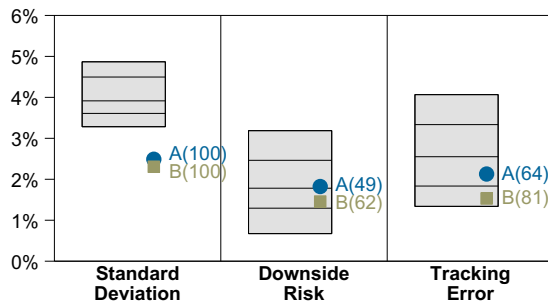 6%
5%
4%
3%
2%
1%
0%
A(100)
B(100)
A(49)
B(62)
A(64)
B(81)
Standard
Deviation
Downside
Risk
Tracking
Error